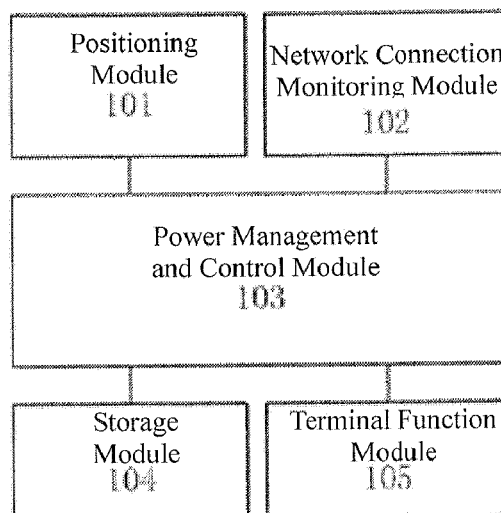 Positioning
Module
101
Network Connection
Monitoring Module
102
Power Management
and Control Module
103
Storage
Module
104
Terminal Function
Module
105